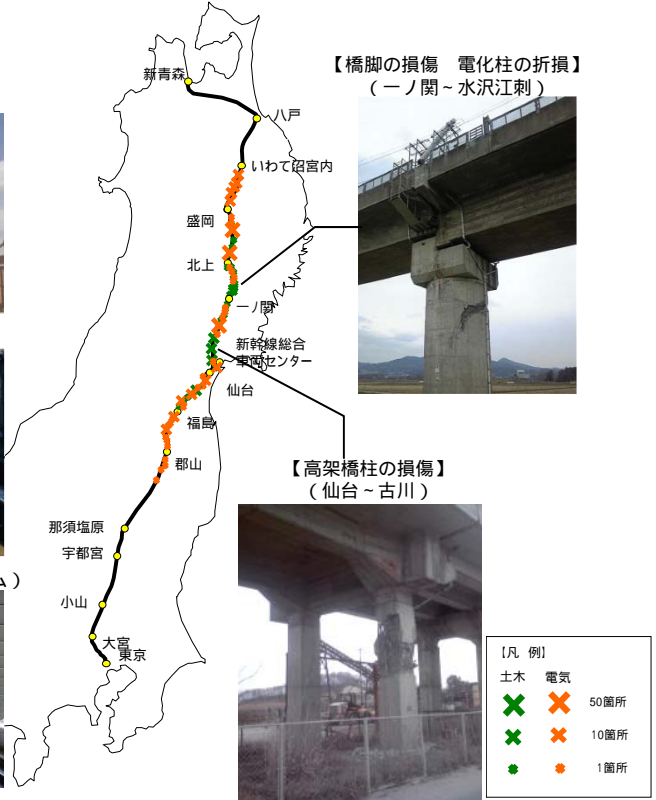 新青森
八戸
いわて沼宮内
盛岡
北上
一ノ関
新幹線総合
車両センター
仙台
福島
郡山
那須塩原
宇都宮
小山
大宮
東京
【橋脚の損傷　電化柱の折損】
（一ノ関～水沢江刺）
【高架橋柱の損傷】
（仙台～古川）
ム）
【凡 例】
土木 電気
50箇所
10箇所
1箇所